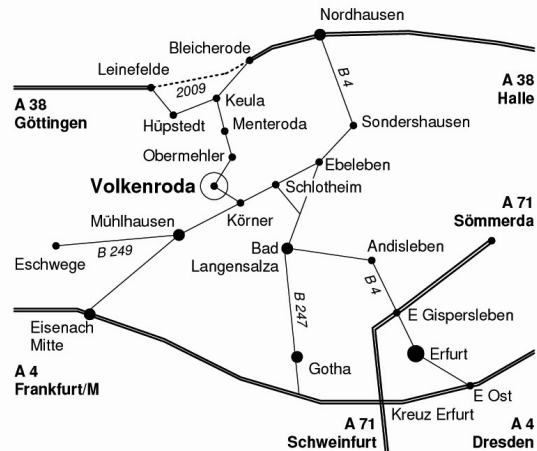 Nordhausen
Bleicherode
Leinefelde
B 4
2009
A 38
Göttingen
A 38
Halle
Keula
Hüpstedt
Menteroda
Sondershausen
Obermehler
Ebeleben
Volkenroda
Schlotheim
A 71
Sömmerda
Mühlhausen
Körner
Eschwege
B 249
Bad
Langensalza
Andisleben
B 4
B 247
E Gispersleben
Eisenach
Mitte
Erfurt
Gotha
A 4
Frankfurt/M
E Ost
Kreuz Erfurt
A 71
Schweinfurt
A 4
Dresden